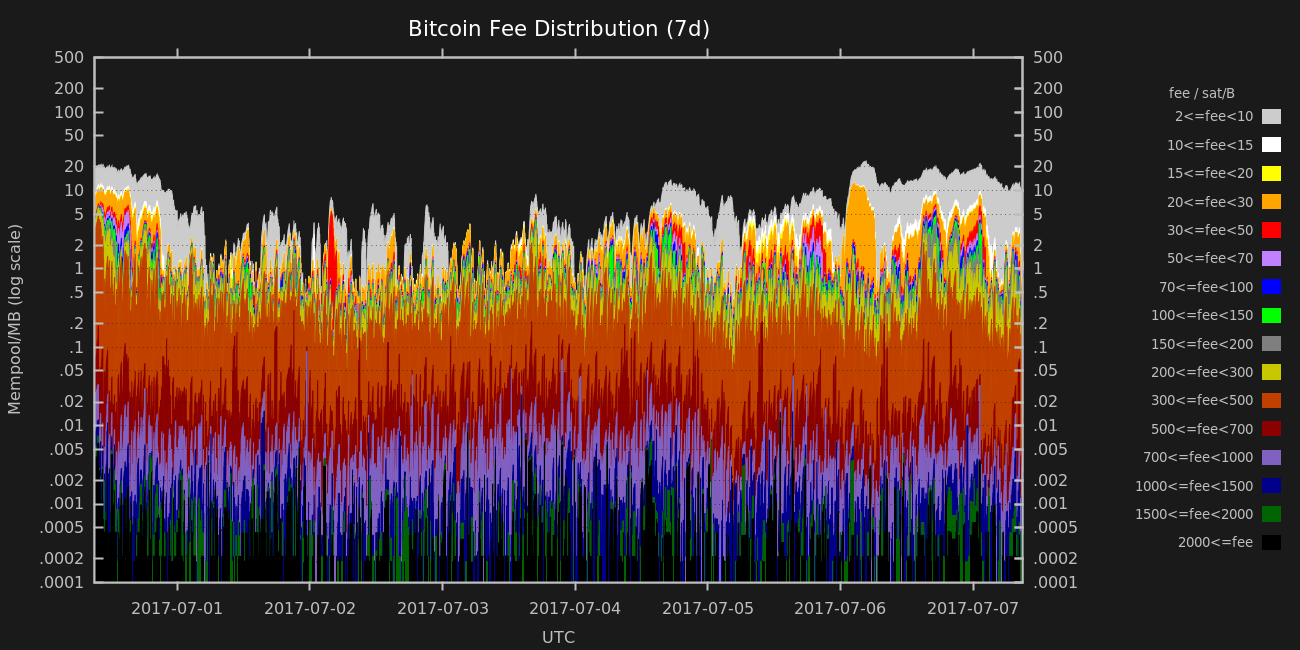 Bitcoin Fee Distribution (7d)
500
200
100
50
20
10
5
2
1
.5
.2
.1
.05
.02
.01
.005
.002
.001
.0005
.0002
.0001
Mempool/MB (log scale)
500
200
100
50
20
10
5
2
1
.5
.2
.1
.05
.02
.01
.005
.002
.001
.0005
.0002
.0001
2017-07-01 2017-07-02 2017-07-03 2017-07-04 2017-07-05 2017-07-06 2017-07-07
UTC
fee / sat/B
2<=fee<10
10<=fee<15
15<=fee<20
20<=fee<30
30<=fee<50
50<=fee<70
70<=fee<100
100<=fee<150
150<=fee<200
200<=fee<300
300<=fee<500
500<=fee<700
700<=fee<1000
1000<=fee<1500
1500<=fee<2000
2000<=fee